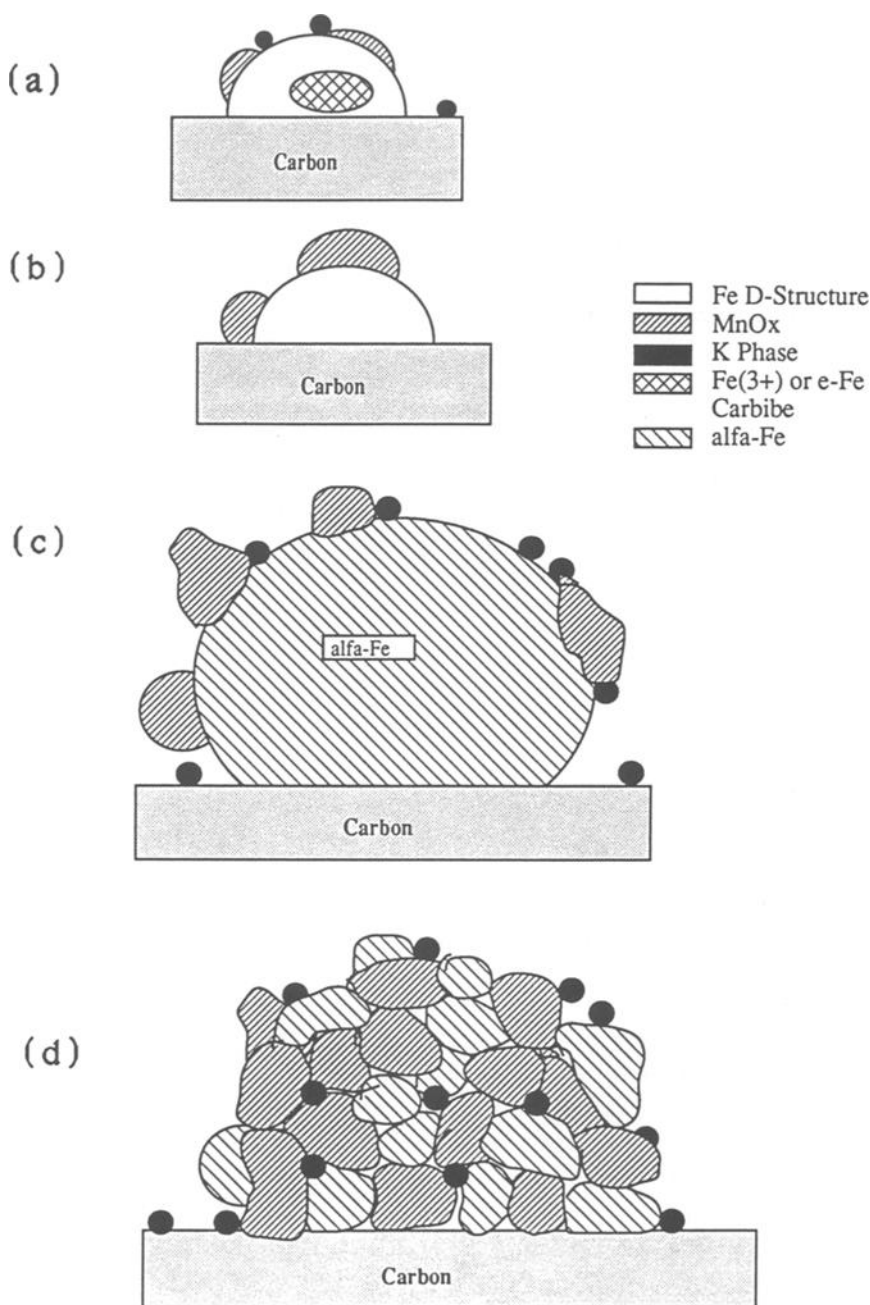 (a)
Carbon
(b)
Carbon
Fe D-Structure
MnOx
K Phase
Fe(3+) or e-Fe
Carbibe
alfa-Fe
(c)
alfa-Fe
Carbon
(d)
Carbon